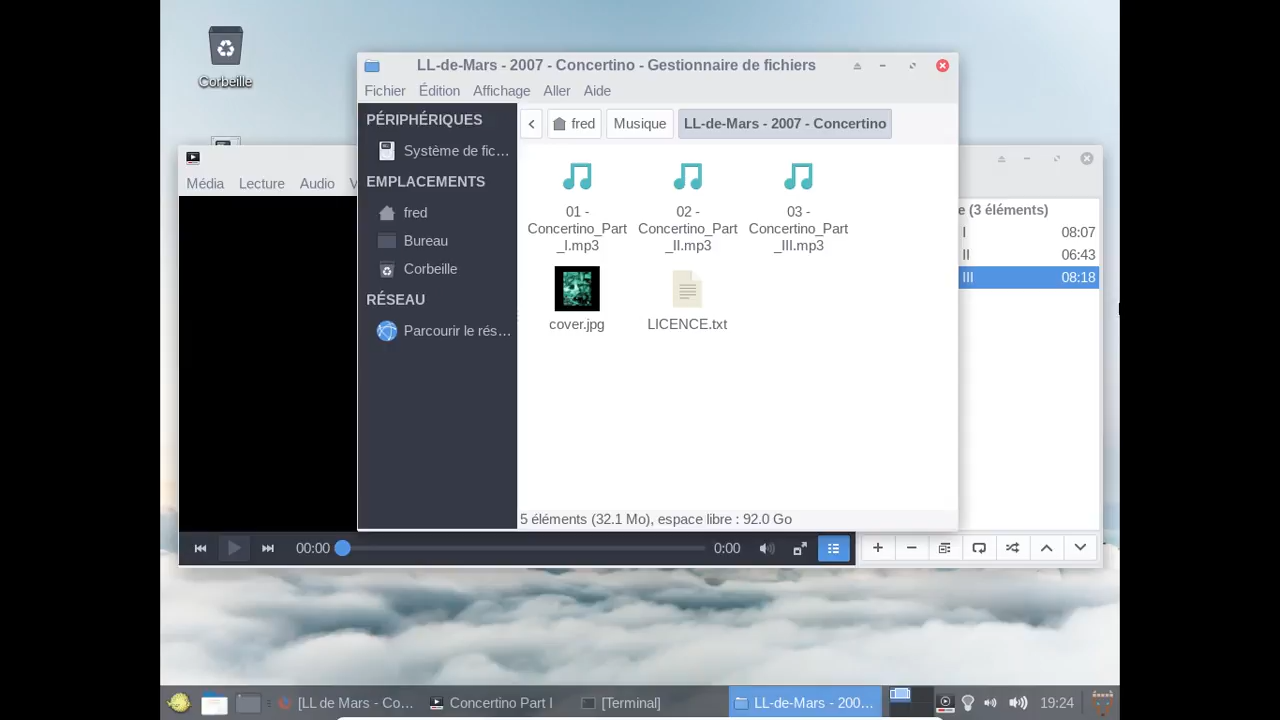 Corbeille
LL-de-Mars - 2007 - Concertino - Gestionnaire de fichiers
Fichier Édition Affichage Aller Aide
PÉRIPHÉRIQUES
Système de fic...
EMPLACEMENTS
fred
Bureau
Corbeille
RÉSEAU
Parcourir le rés...
fred Musique LL-de-Mars - 2007 - Concertino
01 -
Concertino_Part
_I.mp3
02 -
Concertino_Part
_II.mp3
03 -
Concertino_Part
_III.mp3
cover.jpg
LICENCE.txt
5 éléments (32.1 Mo), espace libre : 92.0 Go
Média Lecture Audio V
e (3 éléments)
I 08:07
II 06:43
III 08:18
00:00 0:00
[LL de Mars - Co... Concertino Part I [Terminal] LL-de-Mars - 200... 19:24